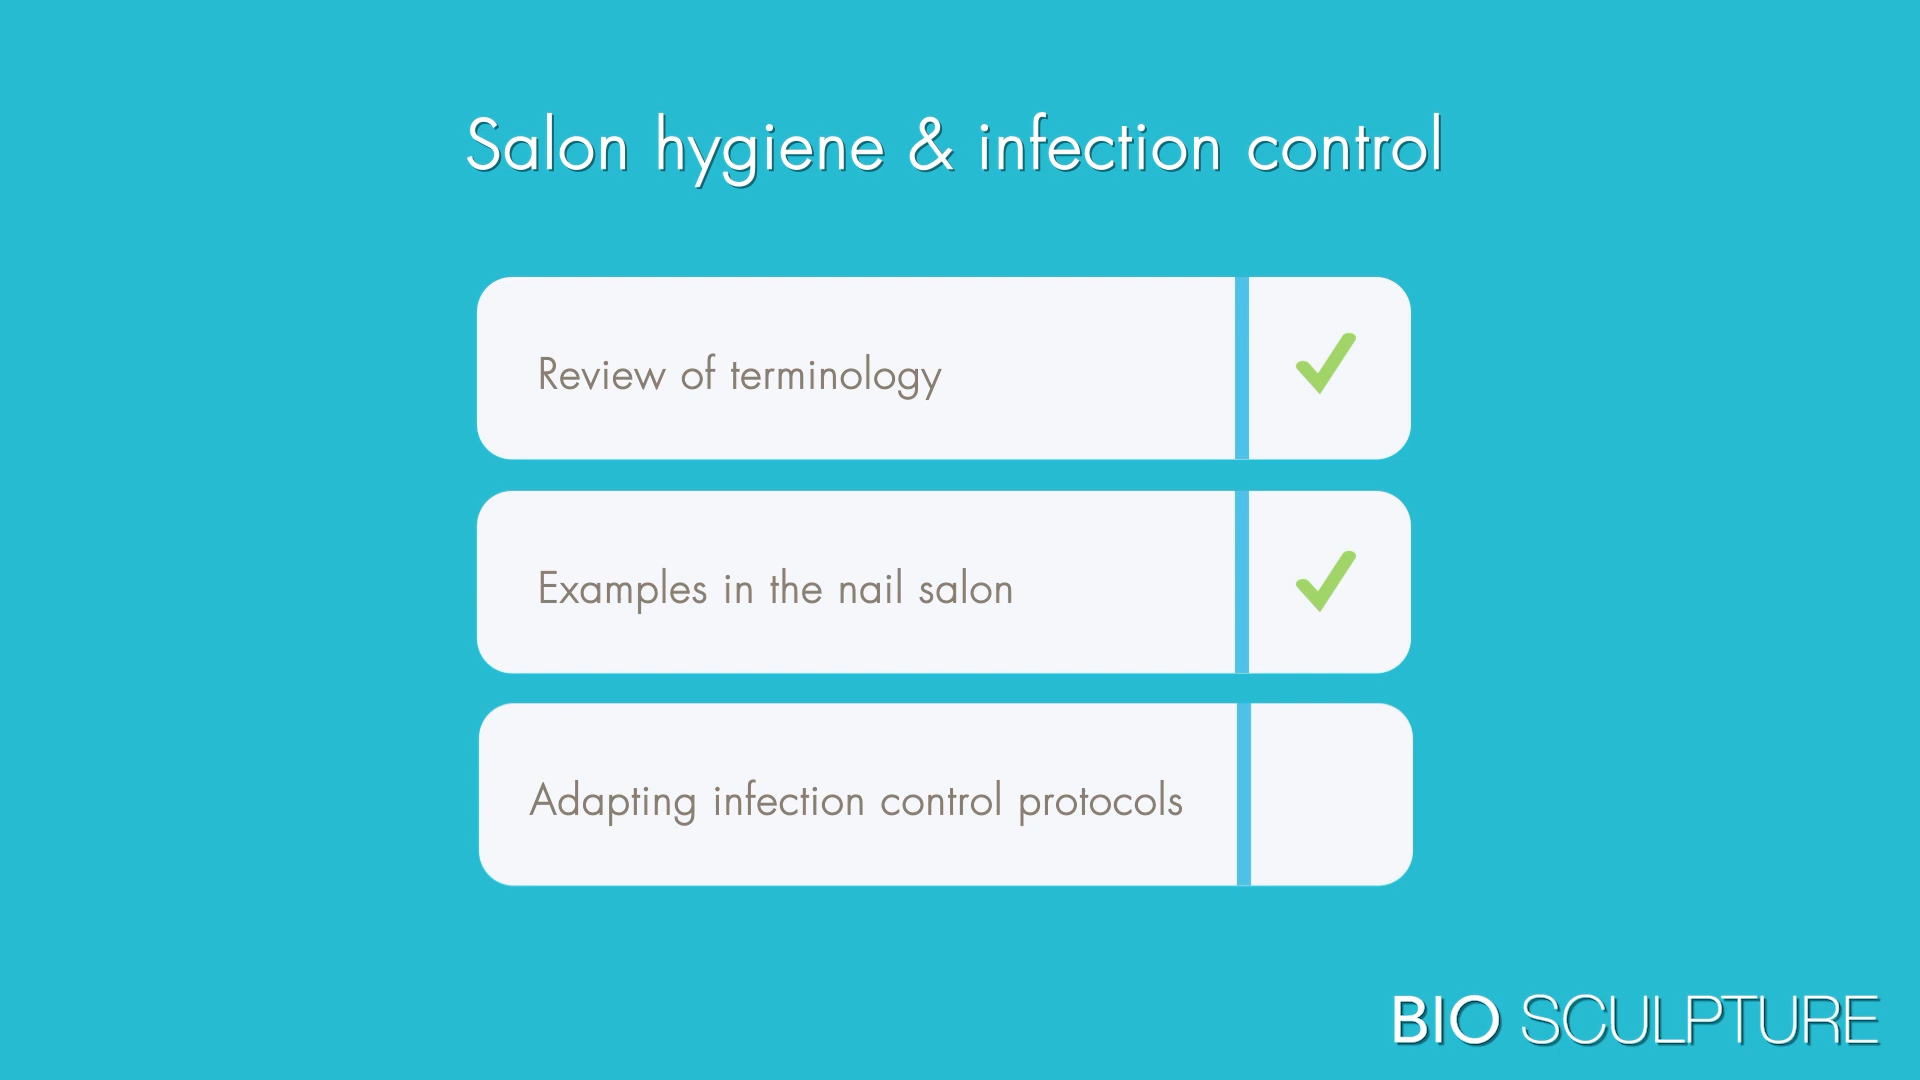 Salon hygiene & infection control
Review of terminology
Examples in the nail salon
Adapting infection control protocols
BIO SCULPTURE